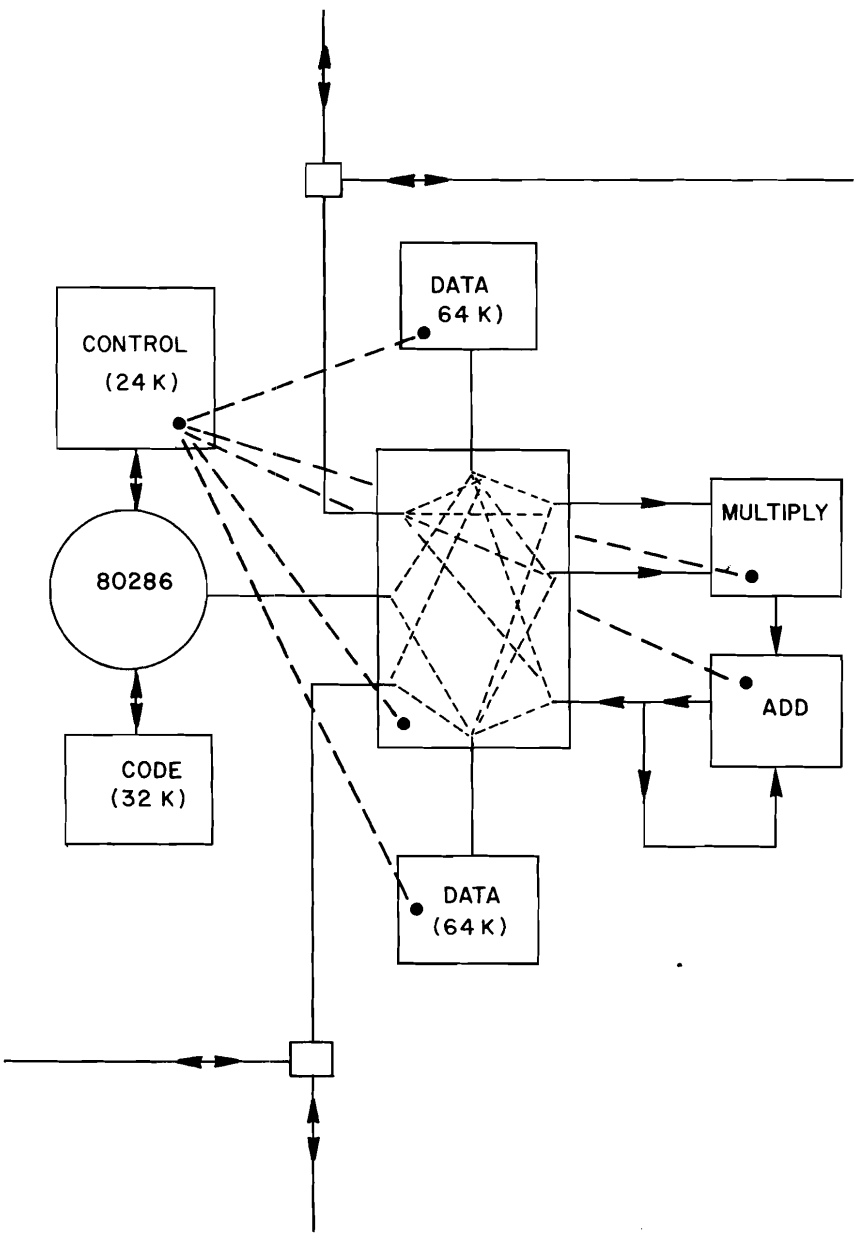 DATA
64 K)
CONTROL
(24 K)
MULTIPLY
80286
ADD
CODE
(32 K)
DATA
(64 K)